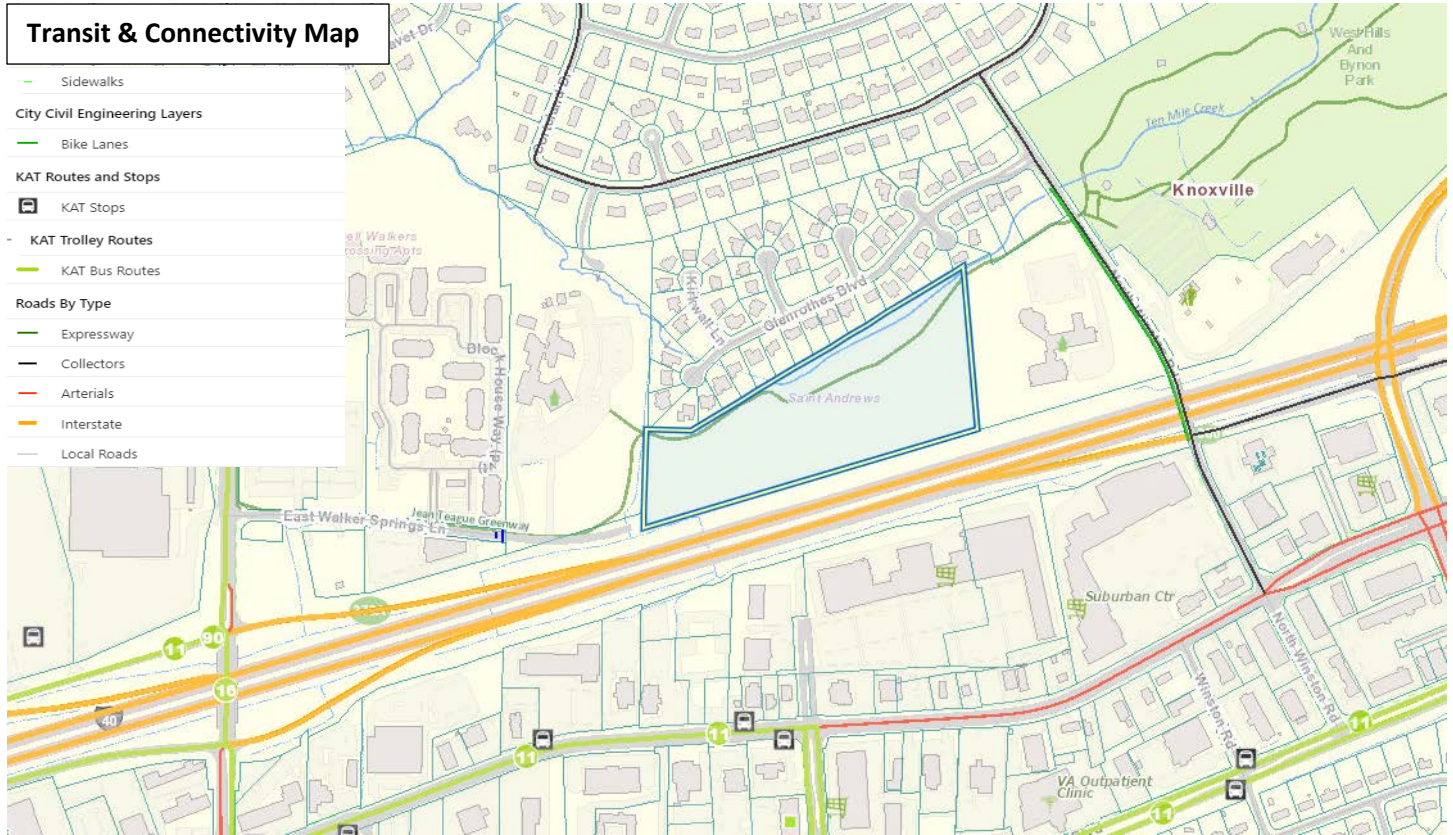 Transit & Connectivity Map
Sidewalks
City Civil Engineering Layers
Bike Lanes
KAT Routes and Stops
KAT Stops
KAT Trolley Routes
KAT Bus Routes
Roads By Type
Expressway
Collectors
Arterials
Interstate
Local Roads
West Hills
And
Bynon
Park
Ten Mile Creek
Knoxville
Kirkwall Ln
Glenrothes Blvd
Saint Andrews
Jean Teague Greenway
East Walker Springs Ln
Suburban Ctr
North Winston Rd
Winston Rd
VA Outpatient
Clinic
11
90
16
40
11
11
11
11